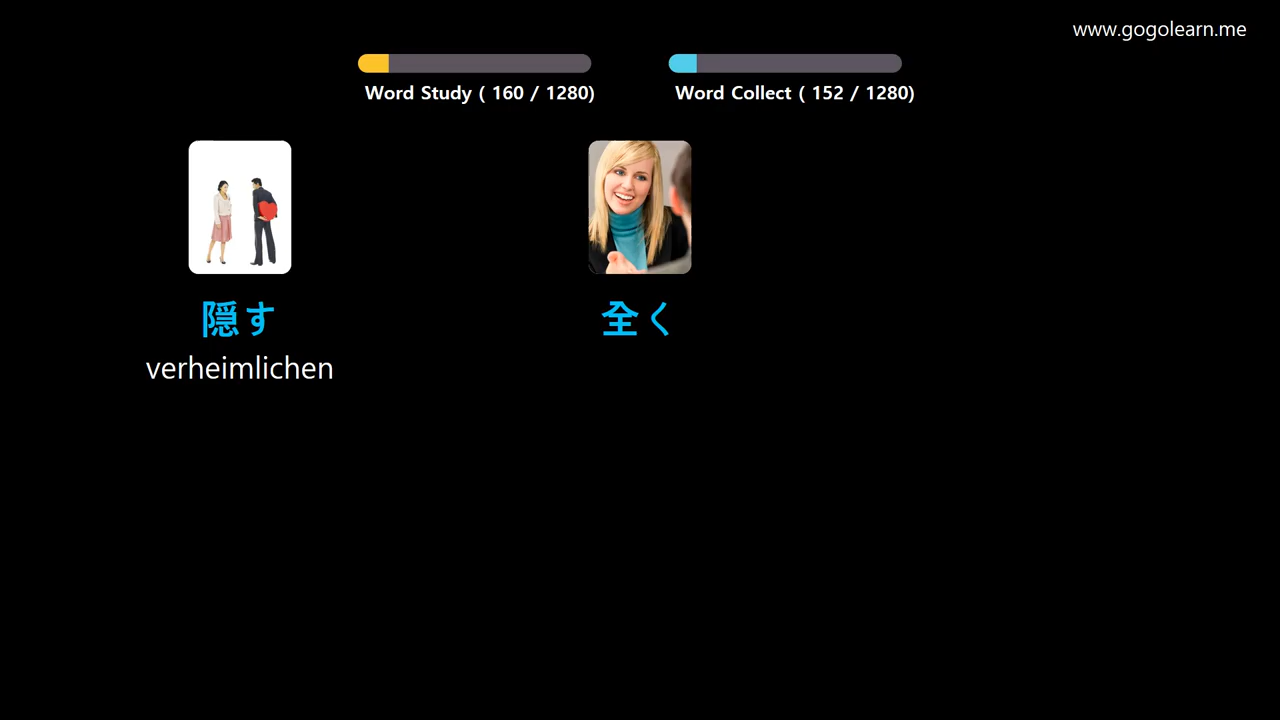 www.gogolearn.me
Word Study ( 160 / 1280)
Word Collect ( 152 / 1280)
隠す
全く
verheimlichen